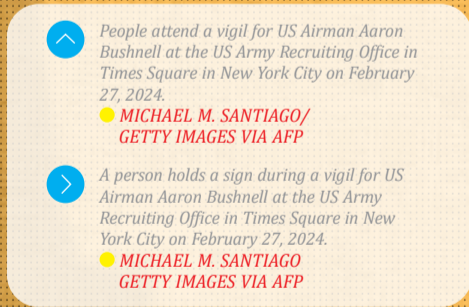 People attend a vigil for US Airman Aaron
Bushnell at the US Army Recruiting Office in
Times Square in New York City on February
27, 2024.
MICHAEL M. SANTIAGO/
GETTY IMAGES VIA AFP
A person holds a sign during a vigil for US
Airman Aaron Bushnell at the US Army
Recruiting Office in Times Square in New
York City on February 27, 2024.
MICHAEL M. SANTIAGO
GETTY IMAGES VIA AFP